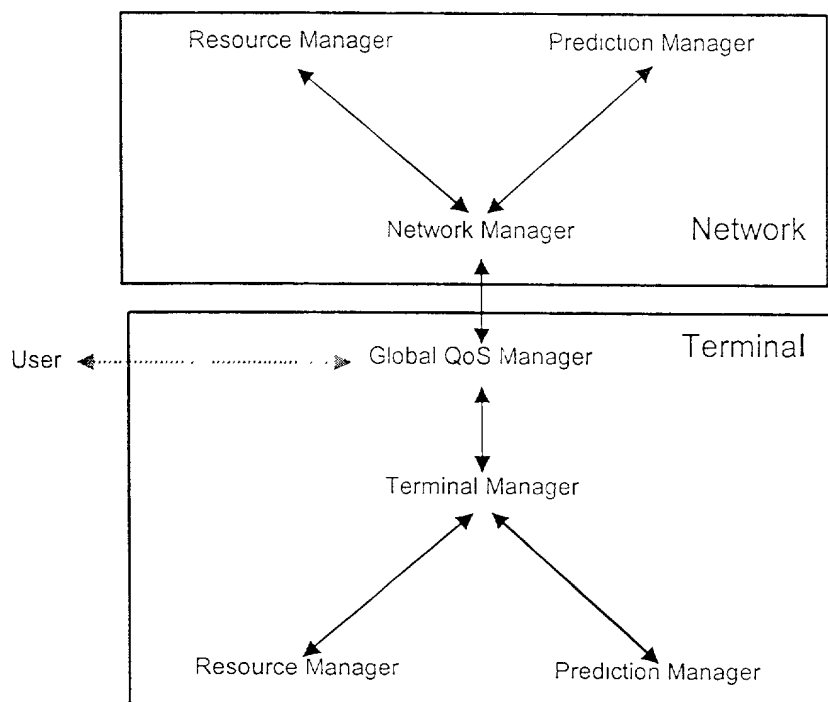 Resource Manager
Prediction Manager
Network Manager
Network
Terminal
User
Global QoS Manager
Terminal Manager
Resource Manager
Prediction Manager